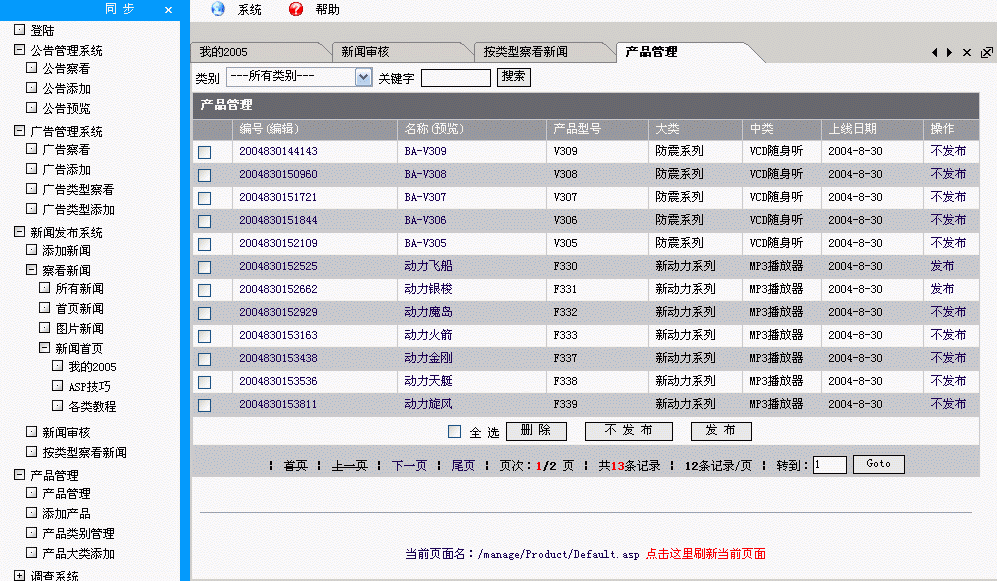 同 步 ×
登陆
公告管理系统
公告察看
公告添加
公告预览
广告管理系统
广告察看
广告添加
广告类型察看
广告类型添加
新闻发布系统
添加新闻
察看新闻
所有新闻
首页新闻
图片新闻
新闻首页
我的2005
ASP技巧
各类教程
新闻审核
按类型察看新闻
产品管理
产品管理
添加产品
产品类别管理
产品大类添加
调查系统
系统 帮助
我的2005 新闻审核 按类型察看新闻 产品管理
类别 ---所有类别--- 关键字 搜索
产品管理
编号(编辑) 名称(预览) 产品型号 大类 中类 上线日期 操作
2004830144143 BA-V309 V309 防震系列 VCD随身听 2004-8-30 不发布
2004830150960 BA-V308 V308 防震系列 VCD随身听 2004-8-30 不发布
2004830151721 BA-V307 V307 防震系列 VCD随身听 2004-8-30 不发布
2004830151844 BA-V306 V306 防震系列 VCD随身听 2004-8-30 不发布
2004830152109 BA-V305 V305 防震系列 VCD随身听 2004-8-30 不发布
2004830152525 动力飞船 F330 新动力系列 MP3播放器 2004-8-30 发布
2004830152662 动力银梭 F331 新动力系列 MP3播放器 2004-8-30 发布
2004830152929 动力魔岛 F332 新动力系列 MP3播放器 2004-8-30 不发布
2004830153163 动力火箭 F333 新动力系列 MP3播放器 2004-8-30 不发布
2004830153438 动力金刚 F337 新动力系列 MP3播放器 2004-8-30 不发布
2004830153536 动力天艇 F338 新动力系列 MP3播放器 2004-8-30 不发布
2004830153811 动力旋风 F339 新动力系列 MP3播放器 2004-8-30 不发布
全 选 删 除 不 发 布 发 布
¦ 首页 ¦ 上一页 ¦ 下一页 ¦ 尾页 ¦ 页次：1/2 页 ¦ 共13条记录 ¦ 12条记录/页 ¦ 转到：1 Goto
当前页面名：/manage/Product/Default.asp 点击这里刷新当前页面